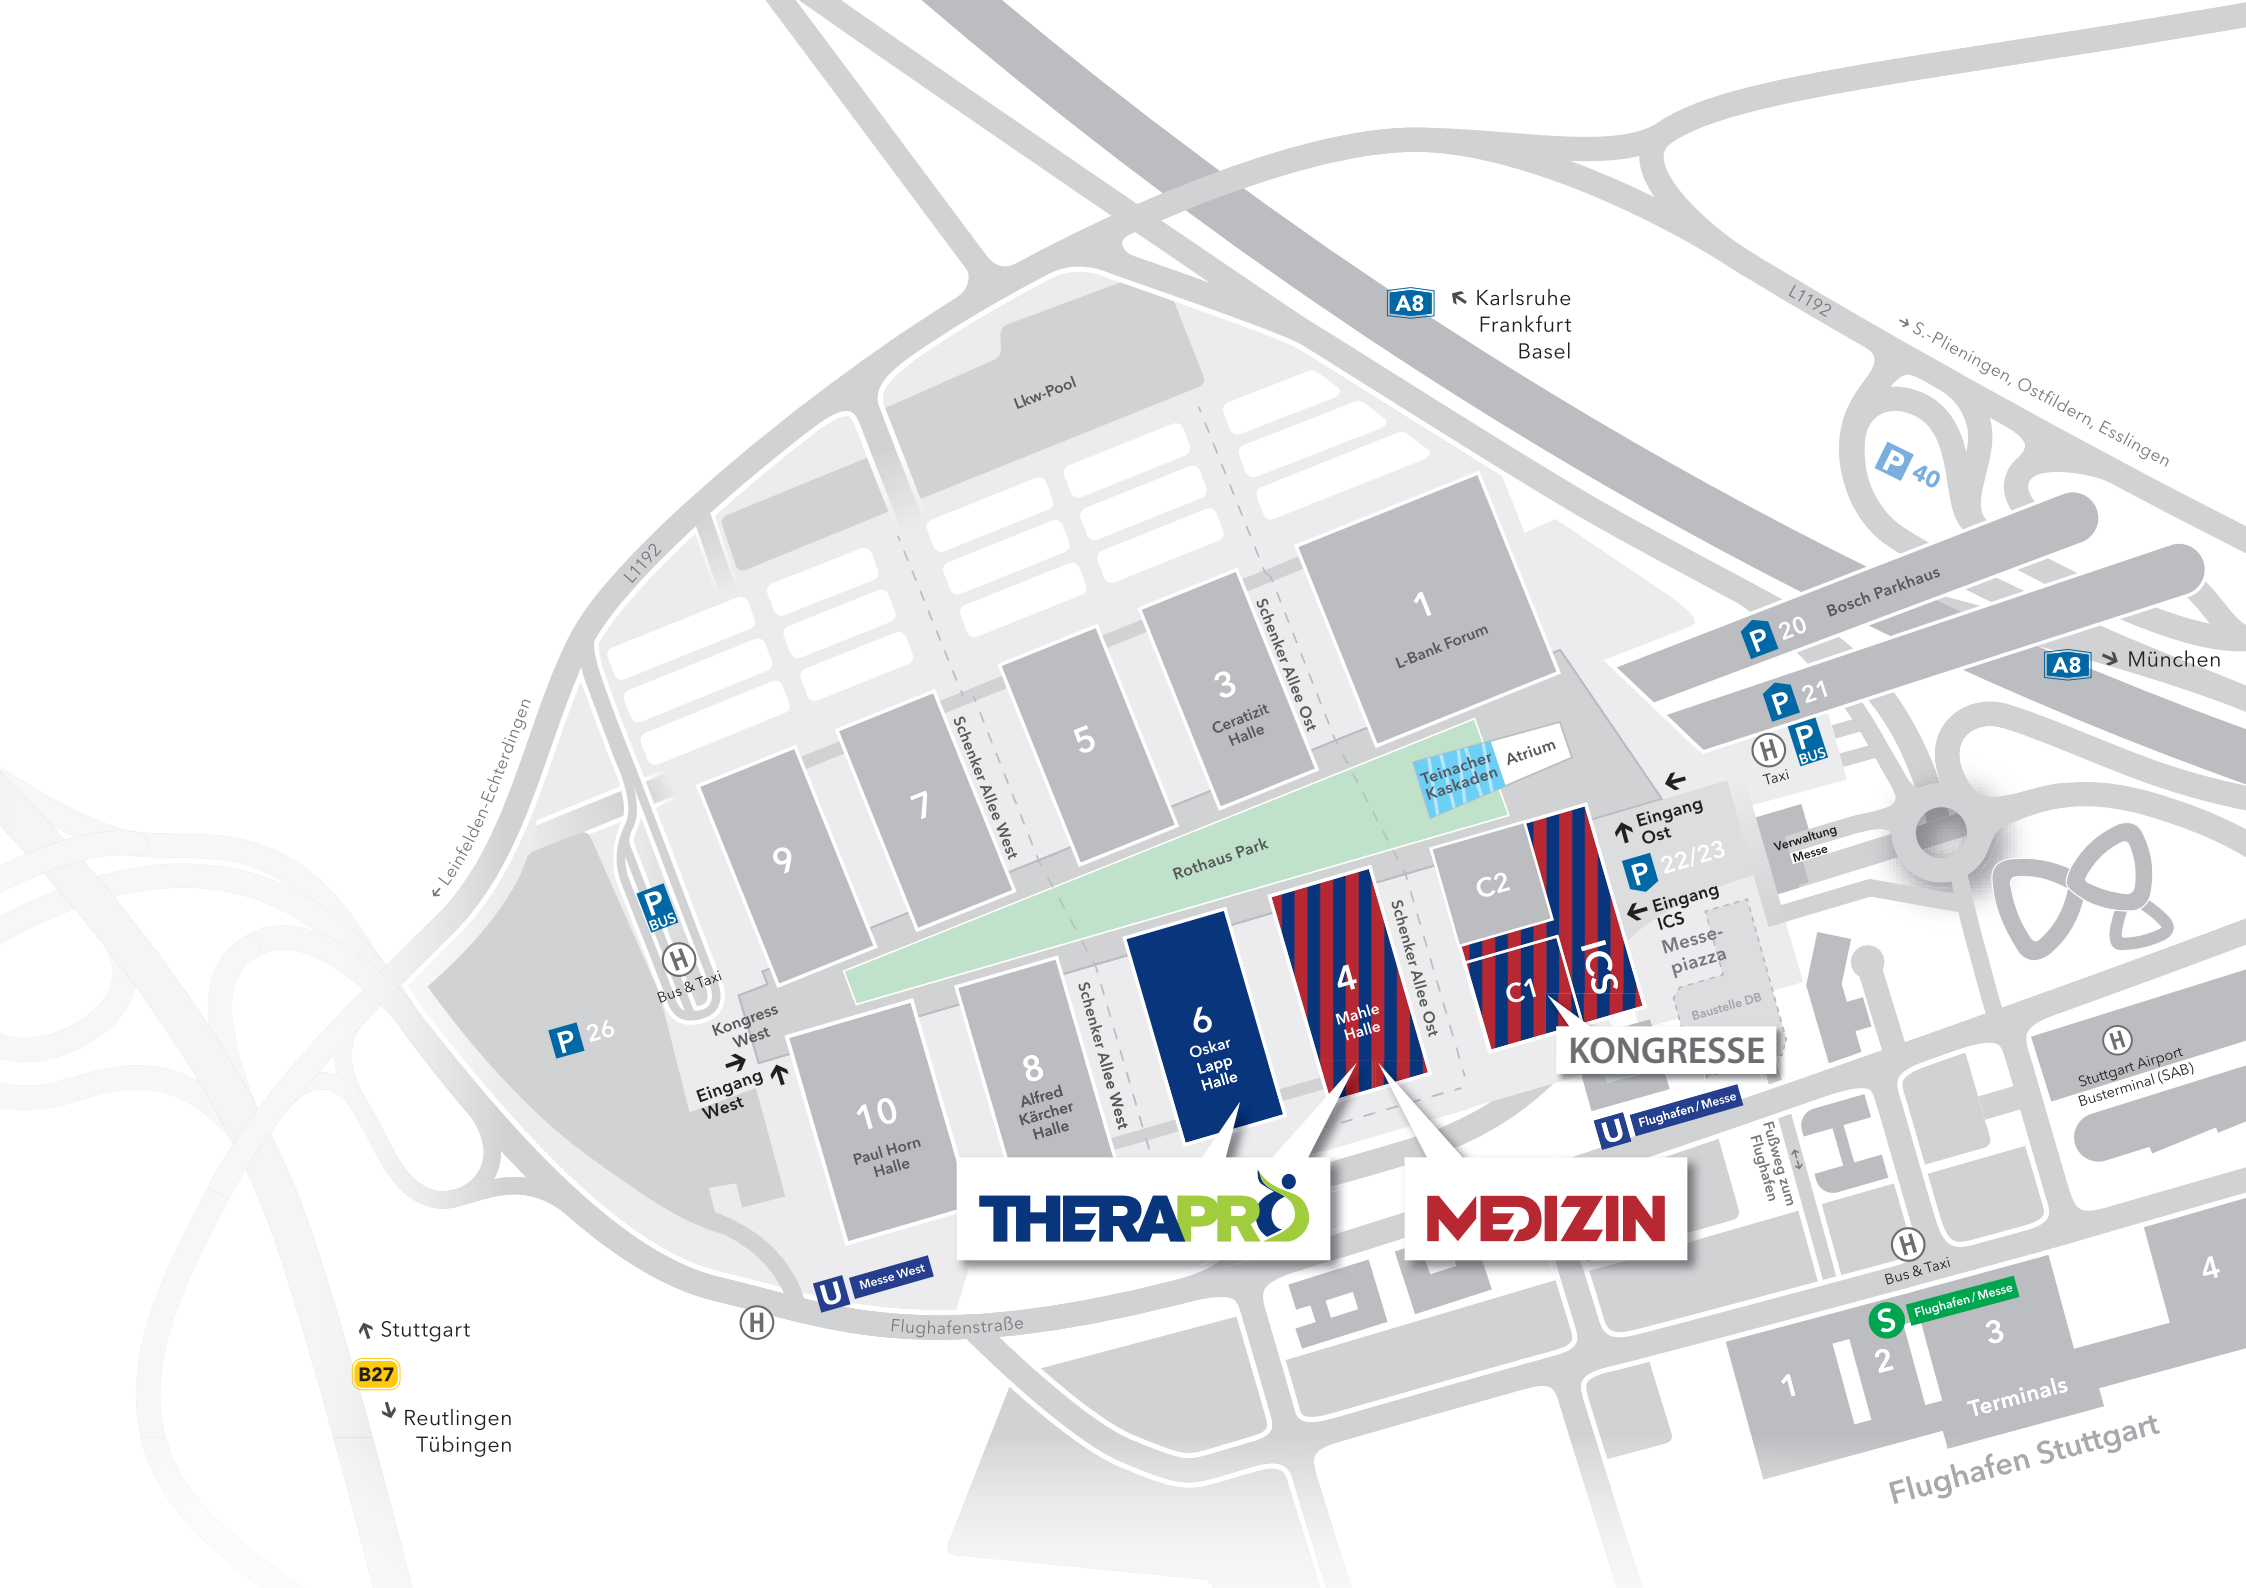 A8
Karlsruhe
Frankfurt
Basel
L1192
S.-Plieningen, Ostfildern, Esslingen
P 40
Lkw-Pool
L1192
Leinfelden-Echterdingen
Bosch Parkhaus
P 20
P 21
A8
München
H
Taxi
P
BUS
1
L-Bank Forum
Schenker Allee Ost
3
Ceratizit
Halle
5
Schenker Allee West
7
9
Teinacher
Kaskaden
Atrium
Rothaus Park
Eingang
Ost
P 22/23
Eingang
ICS
Verwaltung
Messe
Messe-
piazza
Baustelle DB
C2
ICS
C1
KONGRESSE
Schenker Allee Ost
4
Mahle
Halle
6
Oskar
Lapp
Halle
Schenker Allee West
8
Alfred
Kärcher
Halle
10
Paul Horn
Halle
P
BUS
H
Bus & Taxi
P 26
Kongress
West
Eingang
West
THERAPRO
MEDIZIN
U Flughafen/Messe
U Messe West
H
Flughafenstraße
Fußweg zum
Flughafen
H
Stuttgart Airport
Busterminal (SAB)
H
Bus & Taxi
S Flughafen/Messe
1
2
3
4
Terminals
Flughafen Stuttgart
Stuttgart
B27
Reutlingen
Tübingen